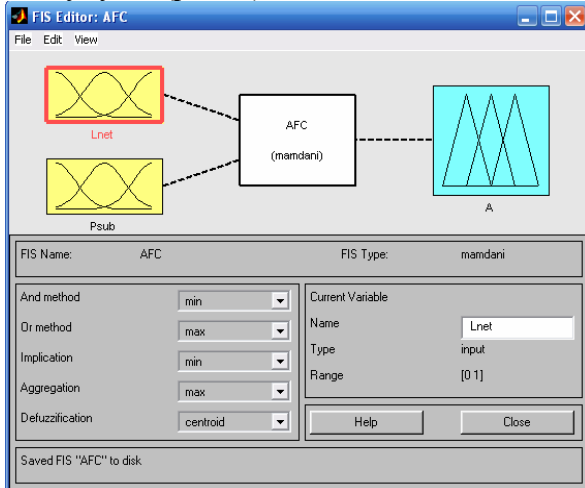 FIS Editor: AFC
File Edit View
Lnet
AFC
(mamdani)
Psub
A
FIS Name: AFC FIS Type: mamdani
And method min
Or method max
Implication min
Aggregation max
Defuzzification centroid
Current Variable
Name Lnet
Type input
Range [0 1]
Help Close
Saved FIS "AFC" to disk